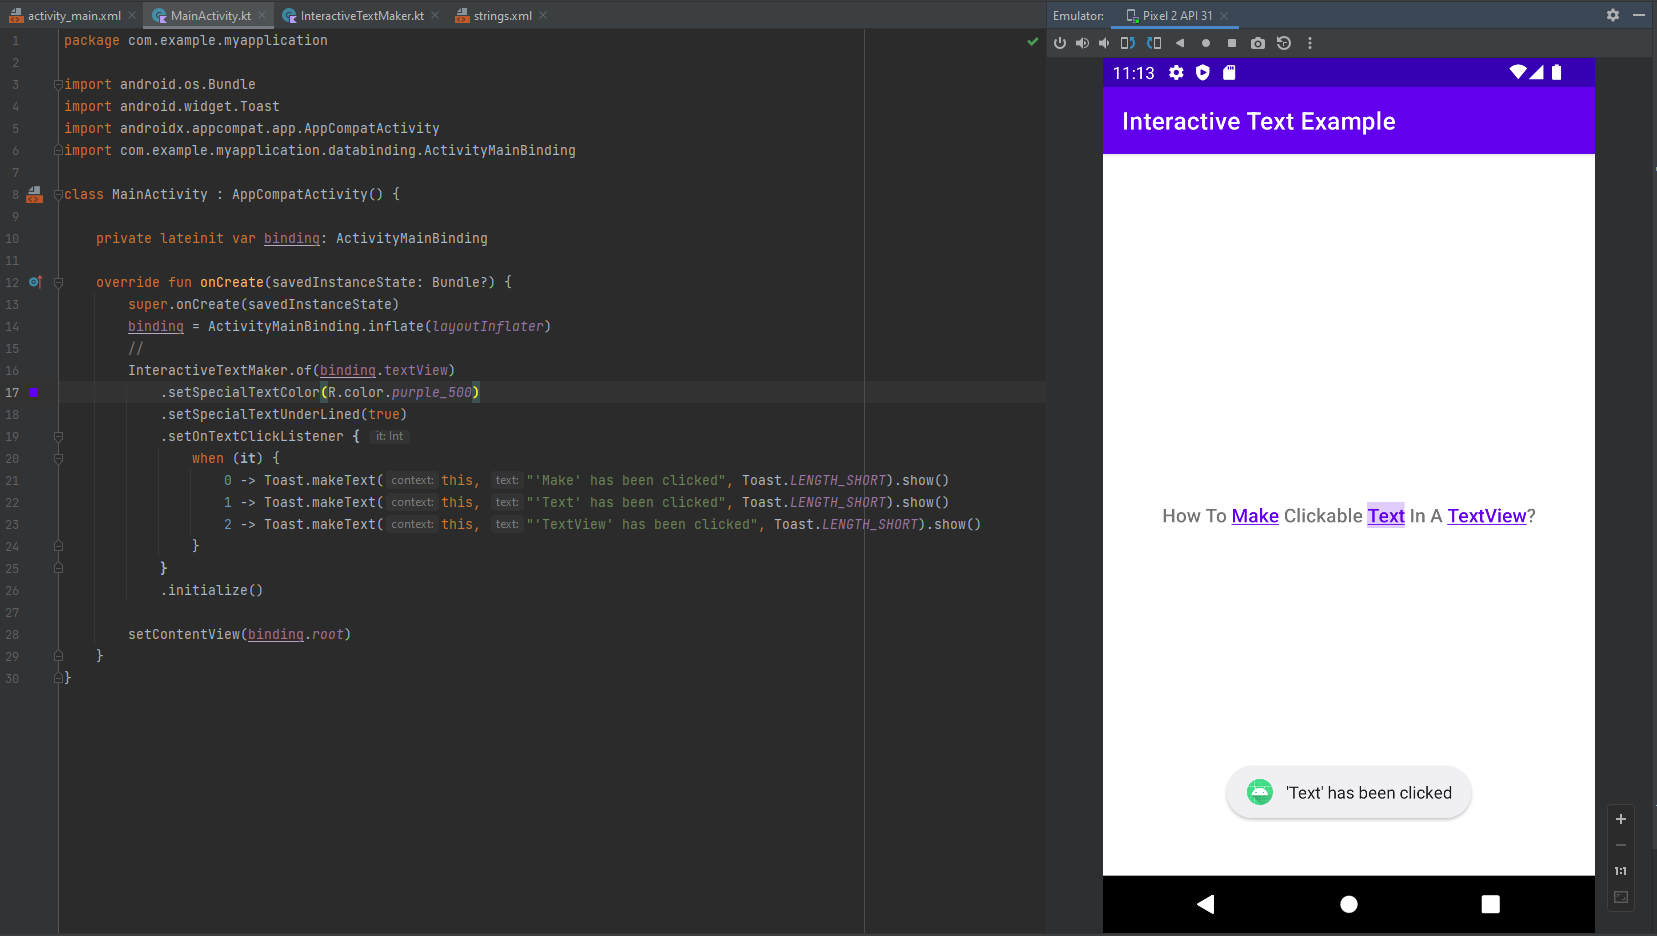 activity_main.xml MainActivity.kt InteractiveTextMaker.kt strings.xml
1 package com.example.myapplication
2
3 import android.os.Bundle
4 import android.widget.Toast
5 import androidx.appcompat.app.AppCompatActivity
6 import com.example.myapplication.databinding.ActivityMainBinding
7
8 class MainActivity : AppCompatActivity() {
9
10 private lateinit var binding: ActivityMainBinding
11
12 override fun onCreate(savedInstanceState: Bundle?) {
13 super.onCreate(savedInstanceState)
14 binding = ActivityMainBinding.inflate(layoutInflater)
15 //
16 InteractiveTextMaker.of(binding.textView)
17 .setSpecialTextColor(R.color.purple_500)
18 .setSpecialTextUnderLined(true)
19 .setOnTextClickListener { it: Int
20 when (it) {
21 0 -> Toast.makeText( context: this, text: "'Make' has been clicked", Toast.LENGTH_SHORT).show()
22 1 -> Toast.makeText( context: this, text: "'Text' has been clicked", Toast.LENGTH_SHORT).show()
23 2 -> Toast.makeText( context: this, text: "'TextView' has been clicked", Toast.LENGTH_SHORT).show()
24 }
25 }
26 .initialize()
27
28 setContentView(binding.root)
29 }
30 }
Emulator: Pixel 2 API 31
11:13
Interactive Text Example
How To Make Clickable Text In A TextView?
'Text' has been clicked
1:1